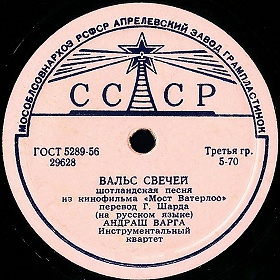 МОСОБЛСОВНАРХОЗ РСФСР АПРЕЛЕВСКИЙ ЗАВОД ГРАМПЛАСТИНОК
СССР
ГОСТ 5289-56
29628
Третья гр.
5-70
ВАЛЬС СВЕЧЕЙ
шотландская песня
из кинофильма «Мост Ватерлоо»
перевод Г. Шарда
(на русском языке)
АНДРАШ ВАРГА
Инструментальный
квартет